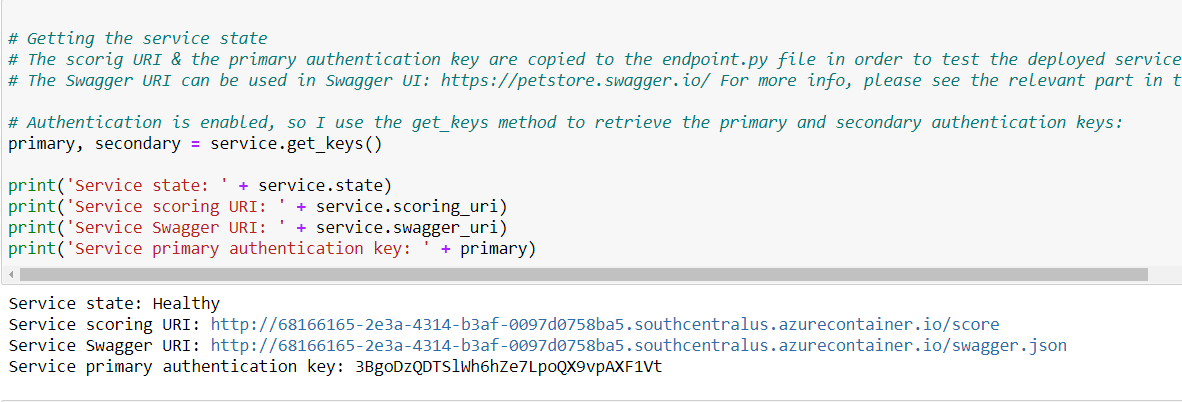 # Getting the service state
# The scorig URI & the primary authentication key are copied to the endpoint.py file in order to test the deployed service
# The Swagger URI can be used in Swagger UI: https://petstore.swagger.io/ For more info, please see the relevant part in t
# Authentication is enabled, so I use the get_keys method to retrieve the primary and secondary authentication keys:
primary, secondary = service.get_keys()
print('Service state: ' + service.state)
print('Service scoring URI: ' + service.scoring_uri)
print('Service Swagger URI: ' + service.swagger_uri)
print('Service primary authentication key: ' + primary)
Service state: Healthy
Service scoring URI: http://68166165-2e3a-4314-b3af-0097d0758ba5.southcentralus.azurecontainer.io/score
Service Swagger URI: http://68166165-2e3a-4314-b3af-0097d0758ba5.southcentralus.azurecontainer.io/swagger.json
Service primary authentication key: 3BgoDzQDTSlWh6hZe7LpoQX9vpAXF1Vt